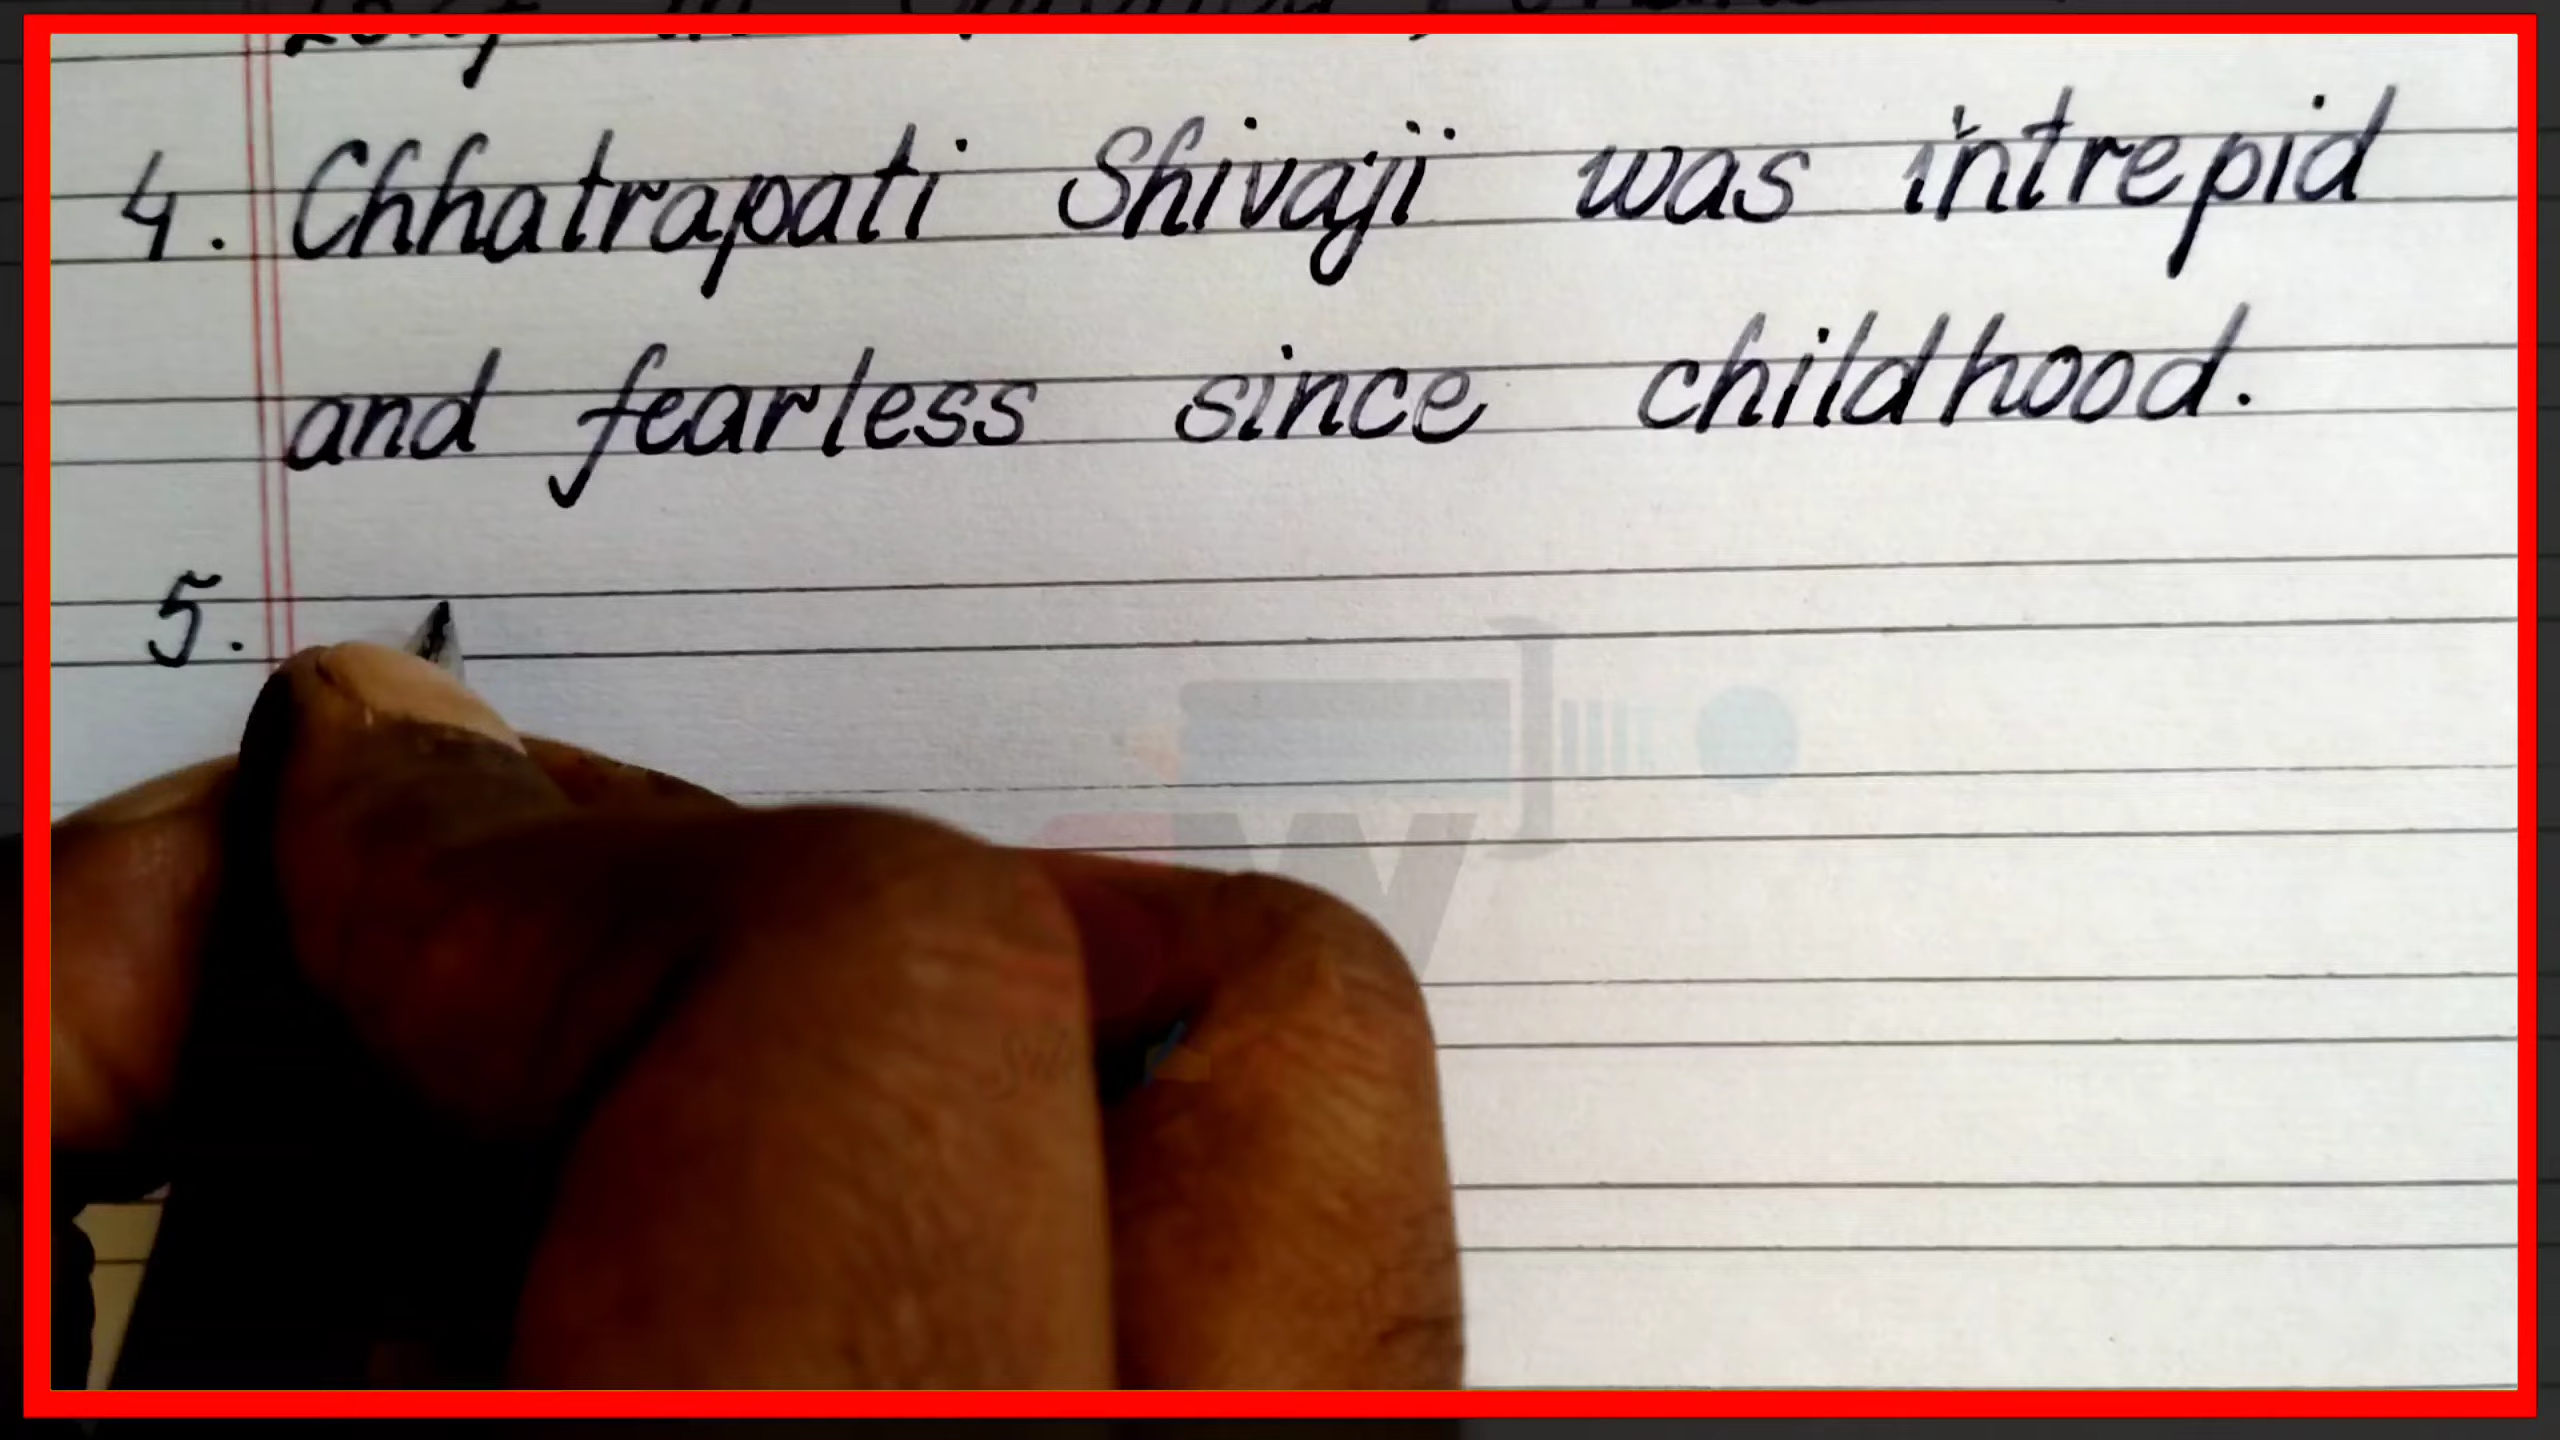 4. Chhatrapati Shivaji was intrepid
and fearless since childhood.
5.